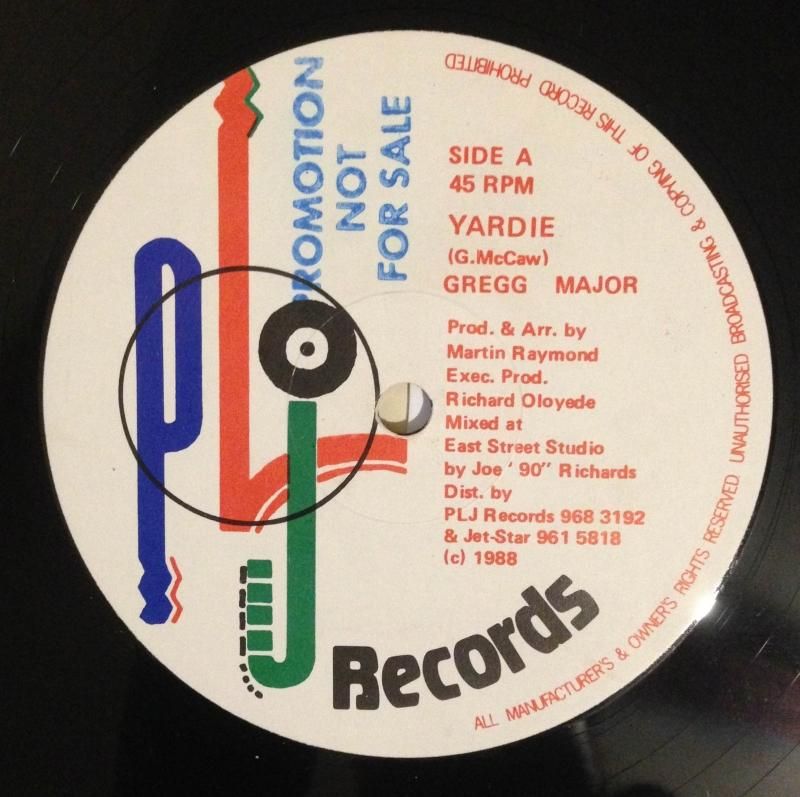 PROMOTION
NOT
FOR SALE
SIDE A
45 RPM
YARDIE
(G.McCaw)
GREGG MAJOR
Prod. & Arr. by
Martin Raymond
Exec. Prod.
Richard Oloyede
Mixed at
East Street Studio
by Joe ' 90'' Richards
Dist. by
PLJ Records 968 3192
& Jet-Star 961 5818
(c) 1988
PLJ
Records
ALL MANUFACTURER'S & OWNER'S RIGHTS RESERVED. UNAUTHORISED BROADCASTING & COPYING OF THIS RECORD PROHIBITED